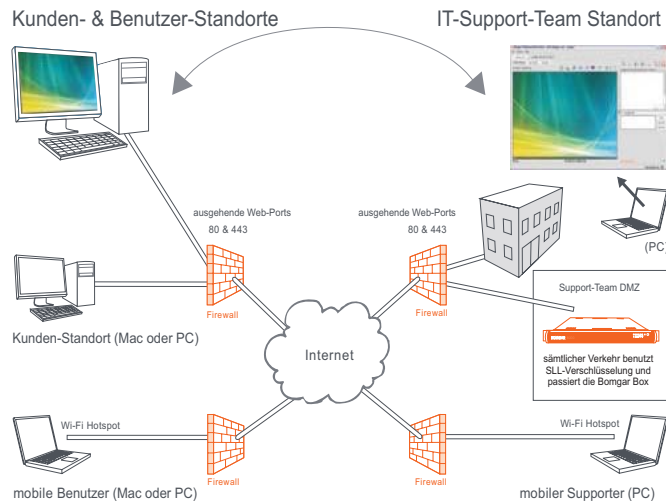 Kunden- & Benutzer-Standorte
IT-Support-Team Standort
ausgehende Web-Ports
80 & 443
ausgehende Web-Ports
80 & 443
(PC)
Firewall
Firewall
Support-Team DMZ
Kunden-Standort (Mac oder PC)
Internet
sämtlicher Verkehr benutzt
SLL-Verschlüsselung und
passiert die Bomgar Box
Wi-Fi Hotspot
Wi-Fi Hotspot
Firewall
Firewall
mobile Benutzer (Mac oder PC)
mobiler Supporter (PC)